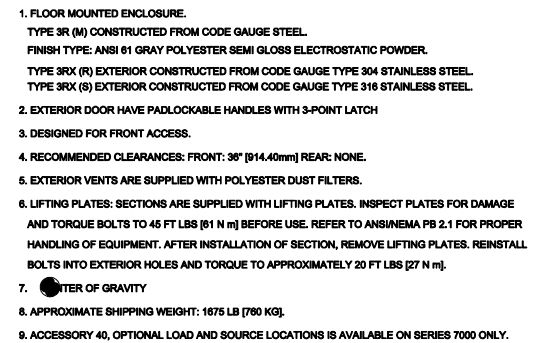 1. FLOOR MOUNTED ENCLOSURE.
TYPE 3R (M) CONSTRUCTED FROM CODE GAUGE STEEL.
FINISH TYPE: ANSI 61 GRAY POLYESTER SEMI GLOSS ELECTROSTATIC POWDER.
TYPE 3RX (R) EXTERIOR CONSTRUCTED FROM CODE GAUGE TYPE 304 STAINLESS STEEL.
TYPE 3RX (S) EXTERIOR CONSTRUCTED FROM CODE GAUGE TYPE 316 STAINLESS STEEL.
2. EXTERIOR DOOR HAVE PADLOCKABLE HANDLES WITH 3-POINT LATCH
3. DESIGNED FOR FRONT ACCESS.
4. RECOMMENDED CLEARANCES: FRONT: 36" [914.40mm] REAR: NONE.
5. EXTERIOR VENTS ARE SUPPLIED WITH POLYESTER DUST FILTERS.
6. LIFTING PLATES: SECTIONS ARE SUPPLIED WITH LIFTING PLATES. INSPECT PLATES FOR DAMAGE
AND TORQUE BOLTS TO 45 FT LBS [61 N m] BEFORE USE. REFER TO ANSI/NEMA PB 2.1 FOR PROPER
HANDLING OF EQUIPMENT. AFTER INSTALLATION OF SECTION, REMOVE LIFTING PLATES. REINSTALL
BOLTS INTO EXTERIOR HOLES AND TORQUE TO APPROXIMATELY 20 FT LBS [27 N m].
7. OF GRAVITY
8. APPROXIMATE SHIPPING WEIGHT: 1675 LB [760 KG].
9. ACCESSORY 40, OPTIONAL LOAD AND SOURCE LOCATIONS IS AVAILABLE ON SERIES 7000 ONLY.